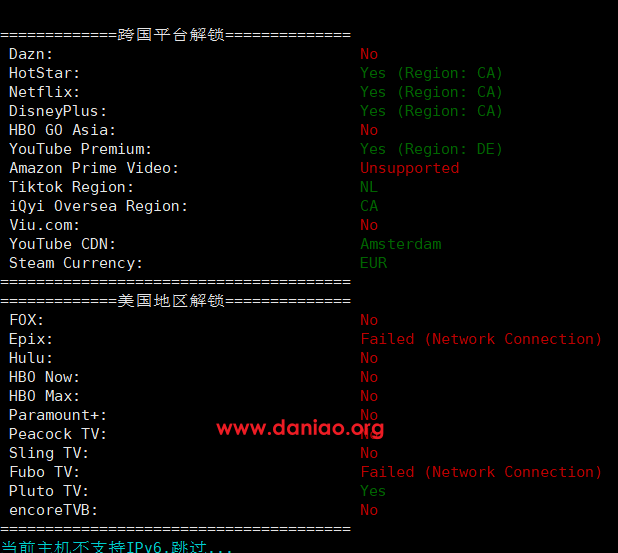 =============跨国平台解锁==============
Dazn: No
HotStar: Yes (Region: CA)
Netflix: Yes (Region: CA)
DisneyPlus: Yes (Region: CA)
HBO GO Asia: No
YouTube Premium: Yes (Region: DE)
Amazon Prime Video: Unsupported
Tiktok Region: NL
iQyi Oversea Region: CA
Viu.com: No
YouTube CDN: Amsterdam
Steam Currency: EUR
=======================================
=============美国地区解锁==============
FOX: No
Epix: Failed (Network Connection)
Hulu: No
HBO Now: No
HBO Max: No
Paramount+: No
www.daniao.org
Peacock TV:
Sling TV: No
Fubo TV: Failed (Network Connection)
Pluto TV: Yes
encoreTVB: No
=======================================
当前主机不支持IPv6,跳过...